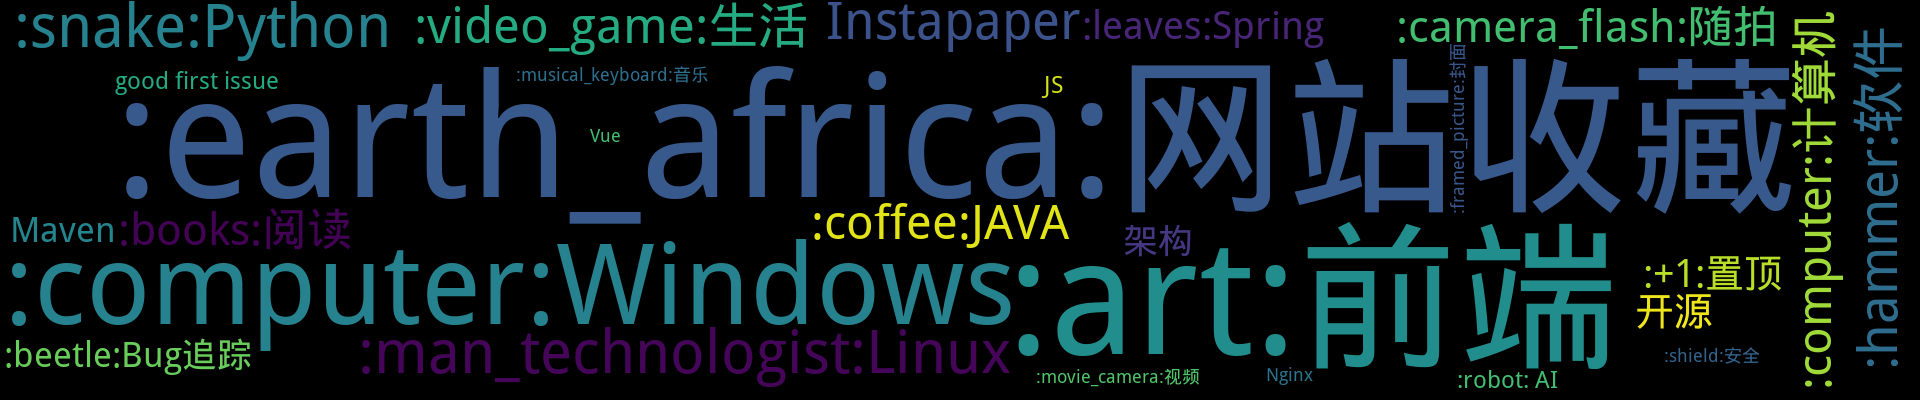 :snake:Python
:video_game:生活
Instapaper
:leaves:Spring
:camera_flash:随拍
good first issue
:musical_keyboard:音乐
JS
Vue
:earth_africa:网站收藏
:framed_picture:封面
:computer:计算机
:hammer:软件
Maven
:books:阅读
:coffee:JAVA
架构
:computer:Windows
:art:前端
:+1:置顶
开源
:beetle:Bug追踪
:man_technologist:Linux
:shield:安全
:movie_camera:视频
Nginx
:robot: AI